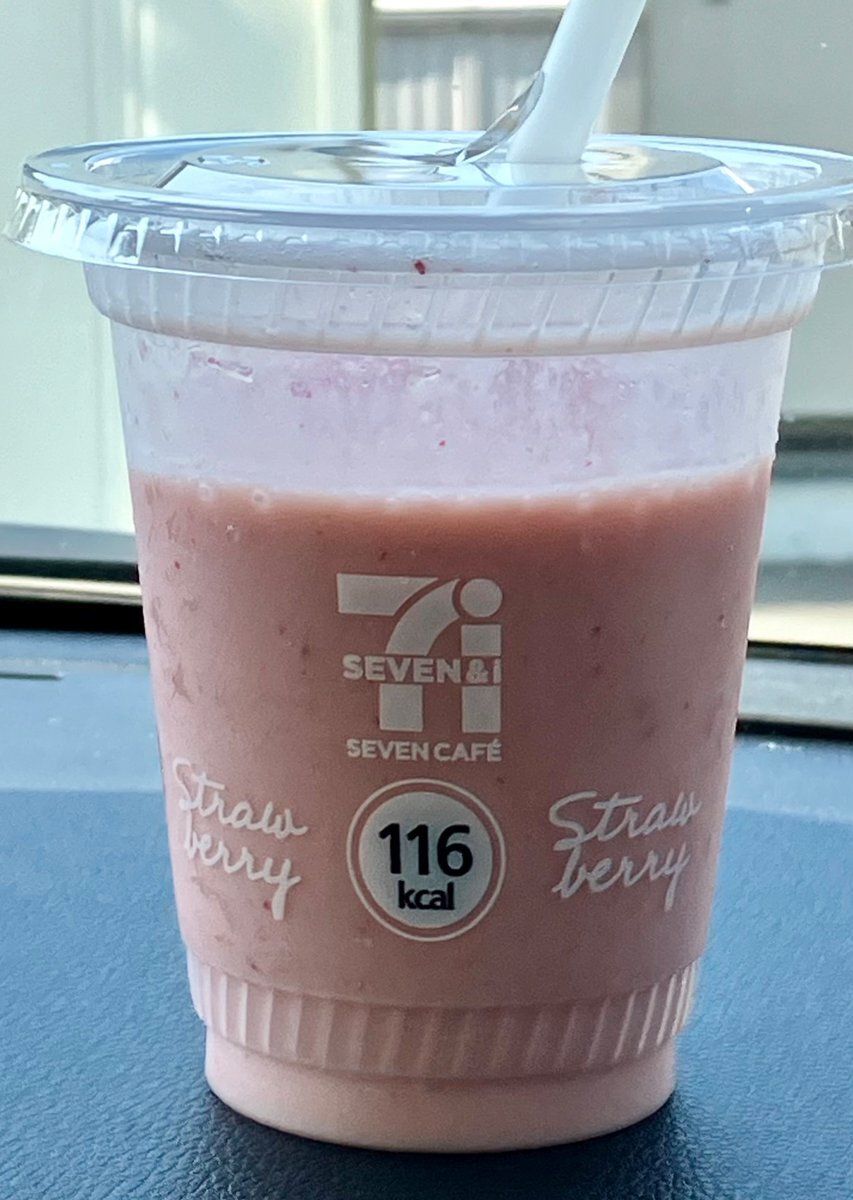 7i
SEVEN&i
SEVEN CAFÉ
Straw
berry
116
kcal
Straw
berry